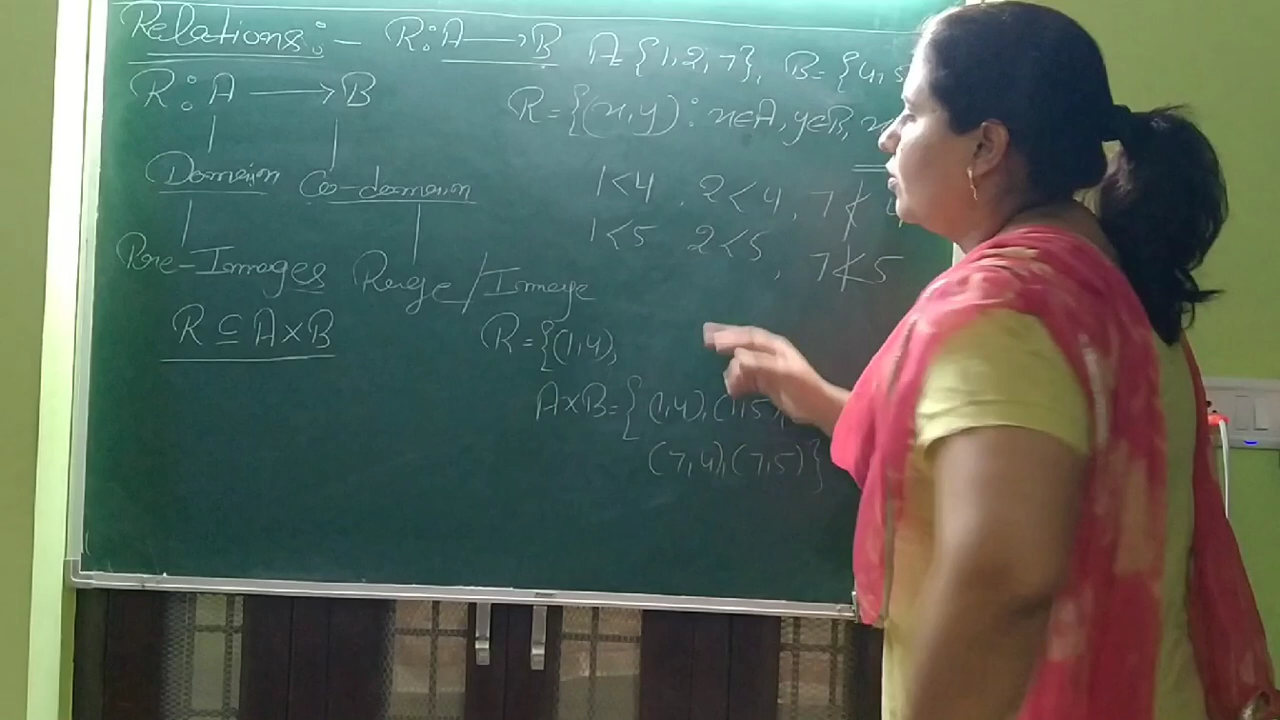 Relations:- R:A→B A={1,2,7}, B={4,5
R:A→B
R={(x,y): x∈A, y∈B, x
Domain Co-domain
1<4, 2<4, 7≮4
1<5 2<5, 7≮5
Pre-Images Range/Image
R⊆A×B
R={(1,4),
A×B={(1,4),(1,5)
(7,4),(7,5)}